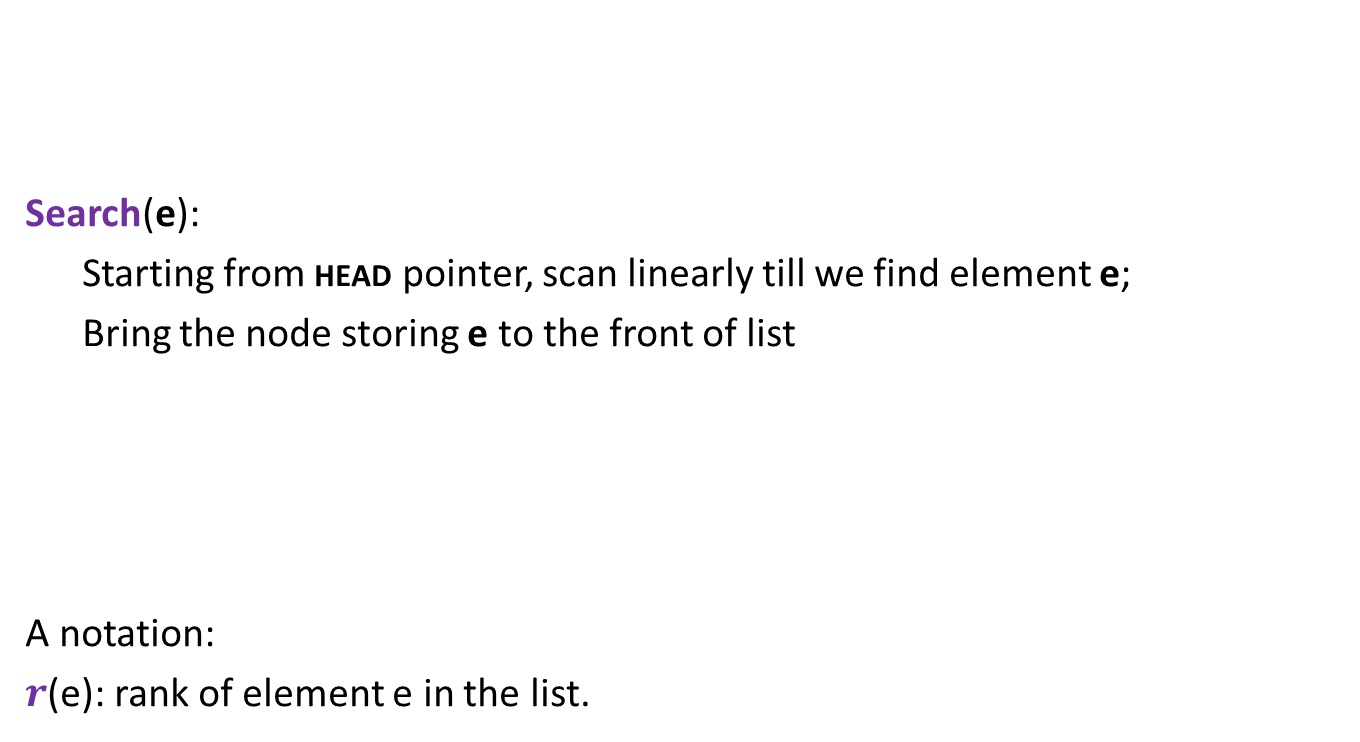 Search(e):
Starting from HEAD pointer, scan linearly till we find element e;
Bring the node storing e to the front of list
A notation:
r(e): rank of element e in the list.